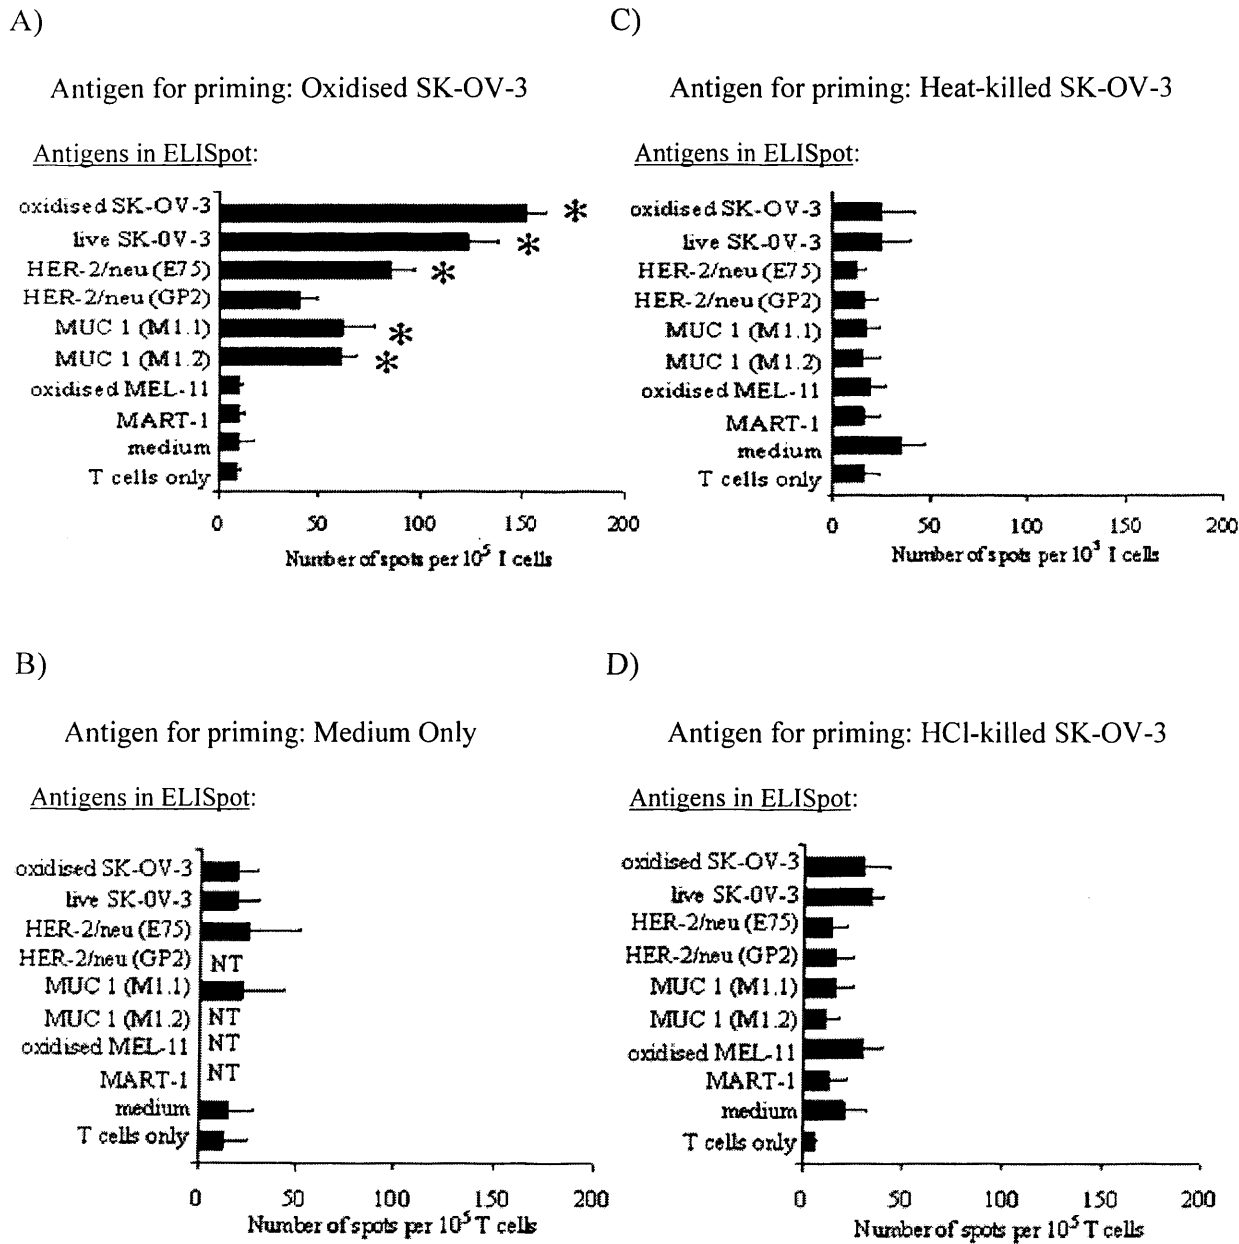 A)
Antigen for priming: Oxidised SK-OV-3
Antigens in ELISpot:
oxidised SK-OV-3
live SK-0V-3
HER-2/neu (E75)
HER-2/neu (GP2)
MUC 1 (M1.1)
MUC 1 (M1.2)
oxidised MEL-11
MART-1
medium
T cells only
* * * * *
0 50 100 150 200
Number of spots per 10⁵ I cells
C)
Antigen for priming: Heat-killed SK-OV-3
Antigens in ELISpot:
oxidised SK-OV-3
live SK-0V-3
HER-2/neu (E75)
HER-2/neu (GP2)
MUC 1 (M1.1)
MUC 1 (M1.2)
oxidised MEL-11
MART-1
medium
T cells only
0 50 100 150 200
Number of spots per 10⁵ I cells
B)
Antigen for priming: Medium Only
Antigens in ELISpot:
oxidised SK-OV-3
live SK-0V-3
HER-2/neu (E75)
HER-2/neu (GP2) NT
MUC 1 (M1.1)
MUC 1 (M1.2) NT
oxidised MEL-11 NT
MART-1 NT
medium
T cells only
0 50 100 150 200
Number of spots per 10⁵ T cells
D)
Antigen for priming: HCl-killed SK-OV-3
Antigens in ELISpot:
oxidised SK-OV-3
live SK-0V-3
HER-2/neu (E75)
HER-2/neu (GP2)
MUC 1 (M1.1)
MUC 1 (M1.2)
oxidised MEL-11
MART-1
medium
T cells only
0 50 100 150 200
Number of spots per 10⁵ T cells